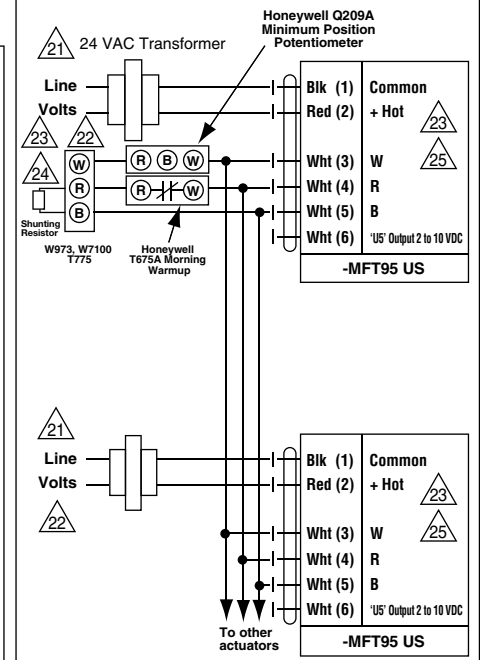 Honeywell Q209A
Minimum Position
Potentiometer
21
24 VAC Transformer
Line
Volts
Blk (1) Common
Red (2) + Hot
23
Wht (3) W
25
Wht (4) R
Wht (5) B
Wht (6) 'U5' Output 2 to 10 VDC
-MFT95 US
23
22
24
W
R
B
R B W
R W
Shunting
Resistor
W973, W7100
T775
Honeywell
T675A Morning
Warmup
21
Line
Volts
22
Blk (1) Common
Red (2) + Hot
23
Wht (3) W
25
Wht (4) R
Wht (5) B
Wht (6) 'U5' Output 2 to 10 VDC
-MFT95 US
To other
actuators